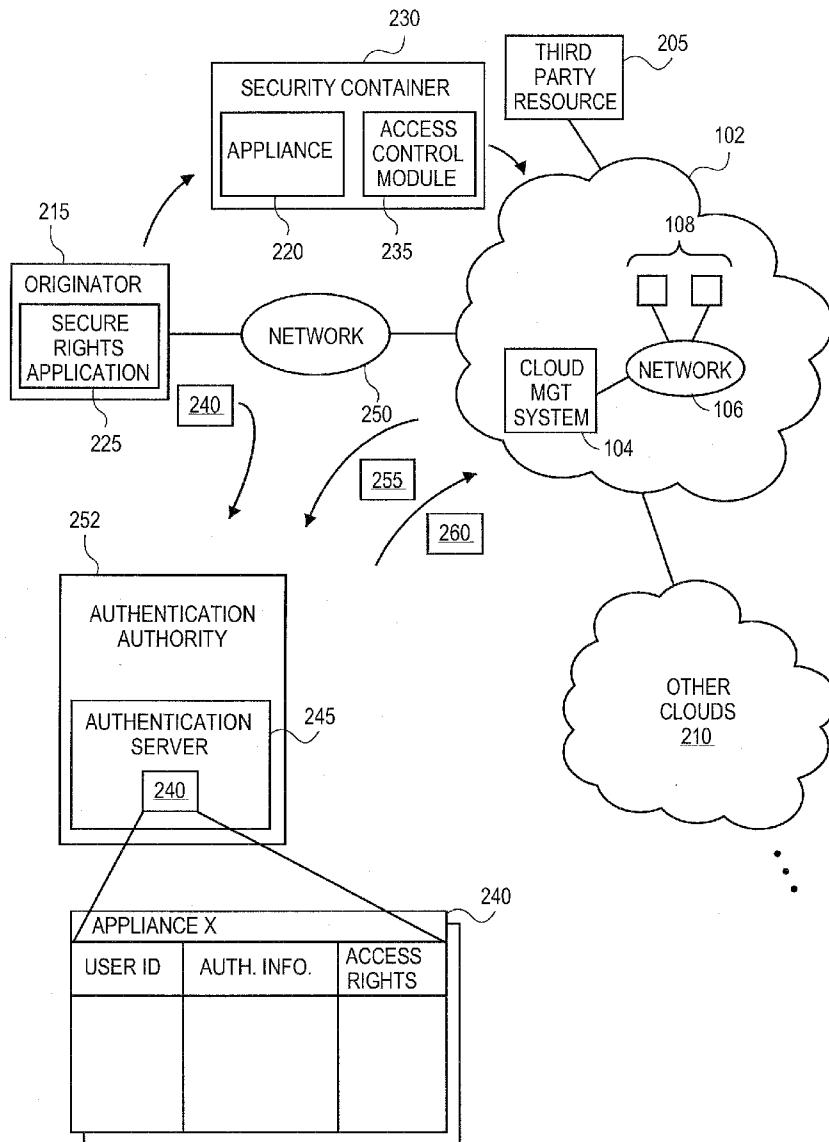 230
205
THIRD
PARTY
RESOURCE
SECURITY CONTAINER
APPLIANCE
ACCESS
CONTROL
MODULE
102
220
235
108
215
ORIGINATOR
SECURE
RIGHTS
APPLICATION
NETWORK
NETWORK
CLOUD
MGT
SYSTEM
225
240
250
106
104
255
260
252
AUTHENTICATION
AUTHORITY
AUTHENTICATION
SERVER
245
240
OTHER
CLOUDS
210
240
APPLIANCE X
USER ID
AUTH. INFO.
ACCESS
RIGHTS